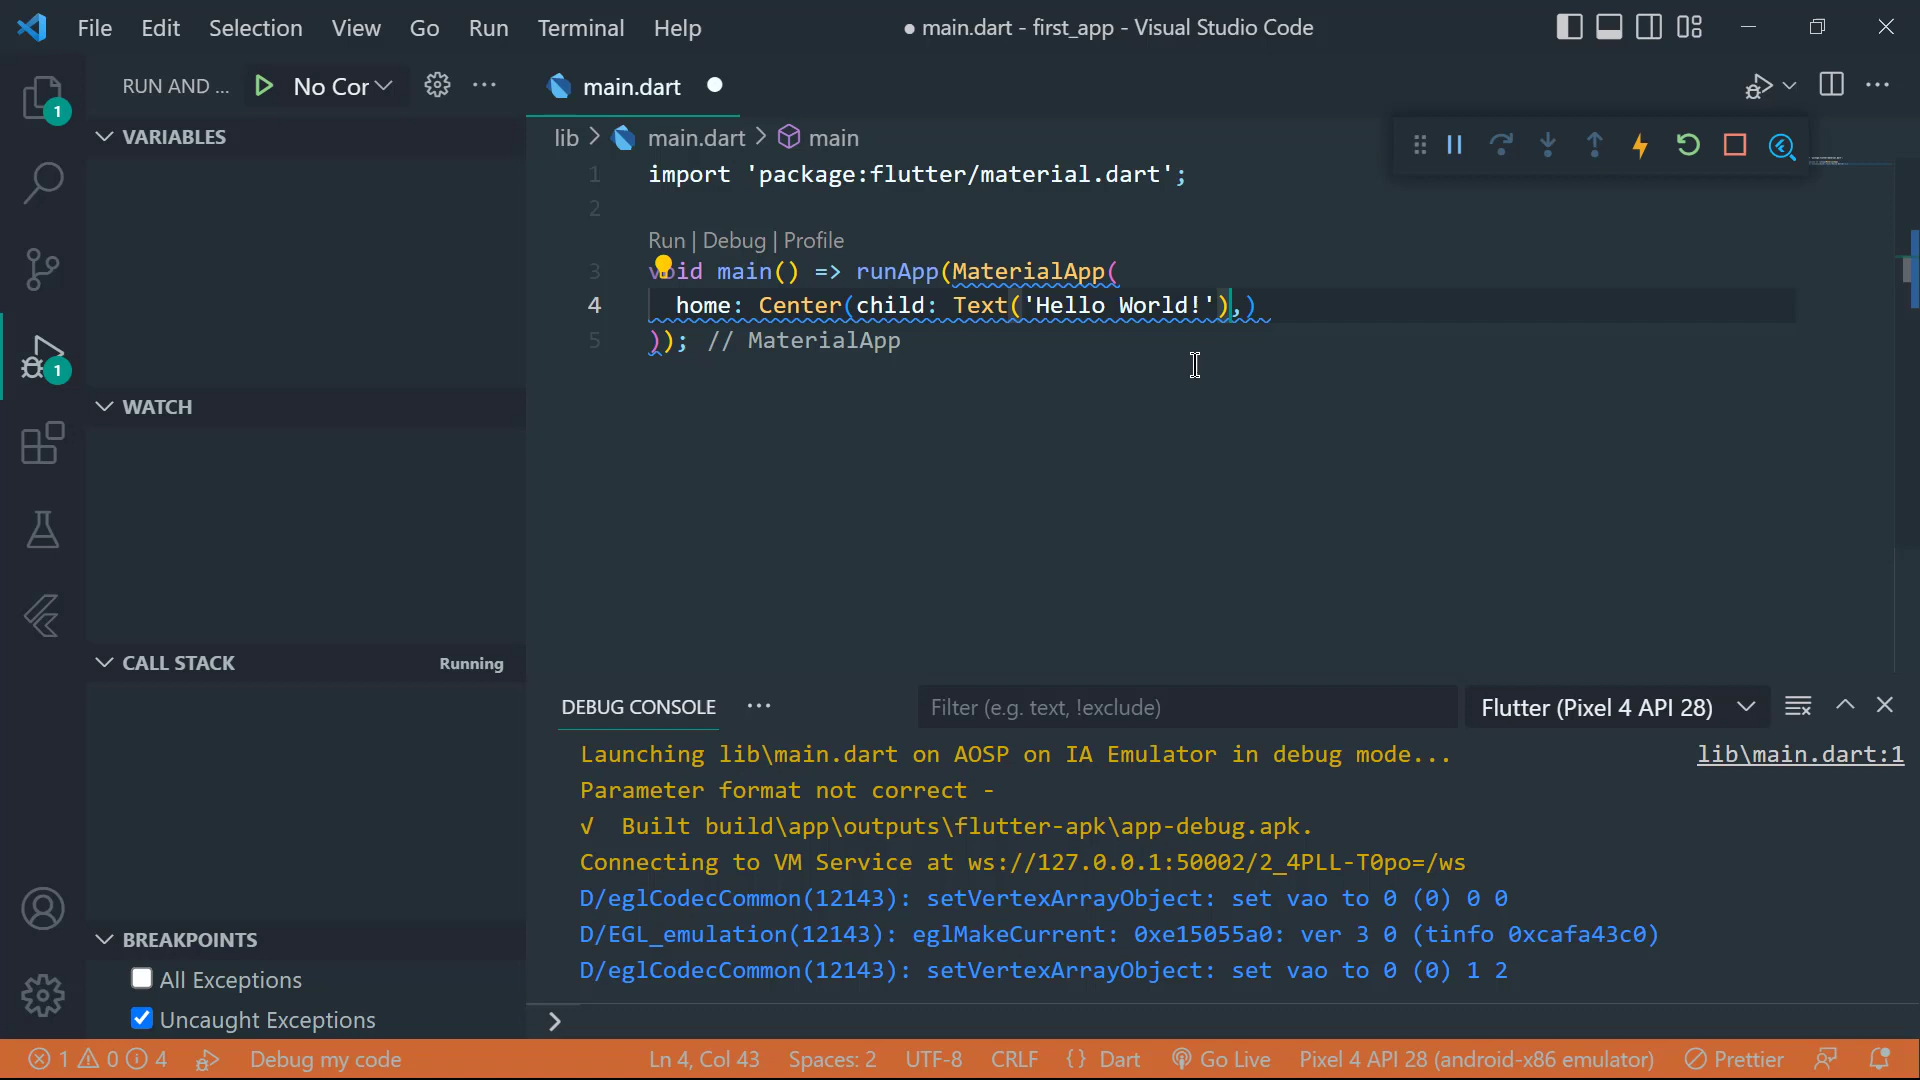 File Edit Selection View Go Run Terminal Help
● main.dart - first_app - Visual Studio Code
RUN AND ... No Cor
main.dart
1
VARIABLES
lib > main.dart > main
1 import 'package:flutter/material.dart';
2
Run | Debug | Profile
3 void main() => runApp(MaterialApp(
4 home: Center(child: Text('Hello World!'),)
5 )); // MaterialApp
1
WATCH
CALL STACK Running
DEBUG CONSOLE ... Filter (e.g. text, !exclude) Flutter (Pixel 4 API 28)
Launching lib\main.dart on AOSP on IA Emulator in debug mode... lib\main.dart:1
Parameter format not correct -
√ Built build\app\outputs\flutter-apk\app-debug.apk.
Connecting to VM Service at ws://127.0.0.1:50002/2_4PLL-T0po=/ws
D/eglCodecCommon(12143): setVertexArrayObject: set vao to 0 (0) 0 0
D/EGL_emulation(12143): eglMakeCurrent: 0xe15055a0: ver 3 0 (tinfo 0xcafa43c0)
D/eglCodecCommon(12143): setVertexArrayObject: set vao to 0 (0) 1 2
>
BREAKPOINTS
All Exceptions
Uncaught Exceptions
1 0 4 Debug my code Ln 4, Col 43 Spaces: 2 UTF-8 CRLF {} Dart Go Live Pixel 4 API 28 (android-x86 emulator) Prettier